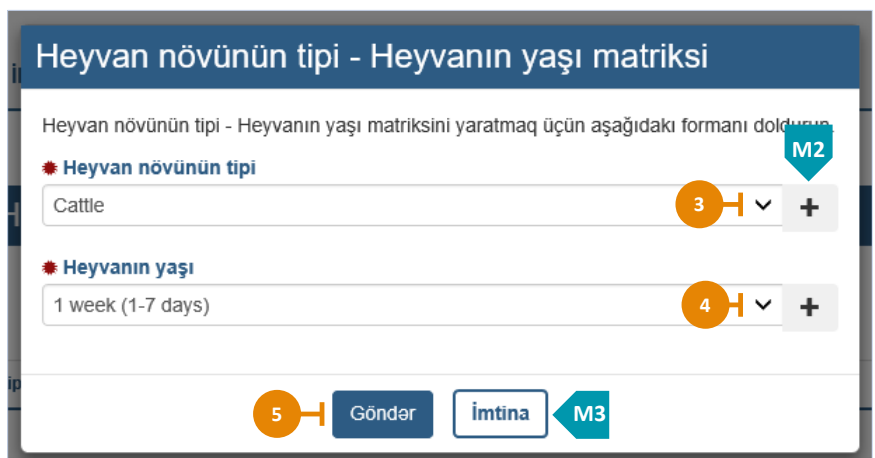 Heyvan növünün tipi - Heyvanın yaşı matriksi
Heyvan növünün tipi - Heyvanın yaşı matriksini yaratmaq üçün aşağıdakı formanı doldurun.
M2
Heyvan növünün tipi
Cattle
3
+
Heyvanın yaşı
1 week (1-7 days)
4
+
5
Göndər
İmtina
M3